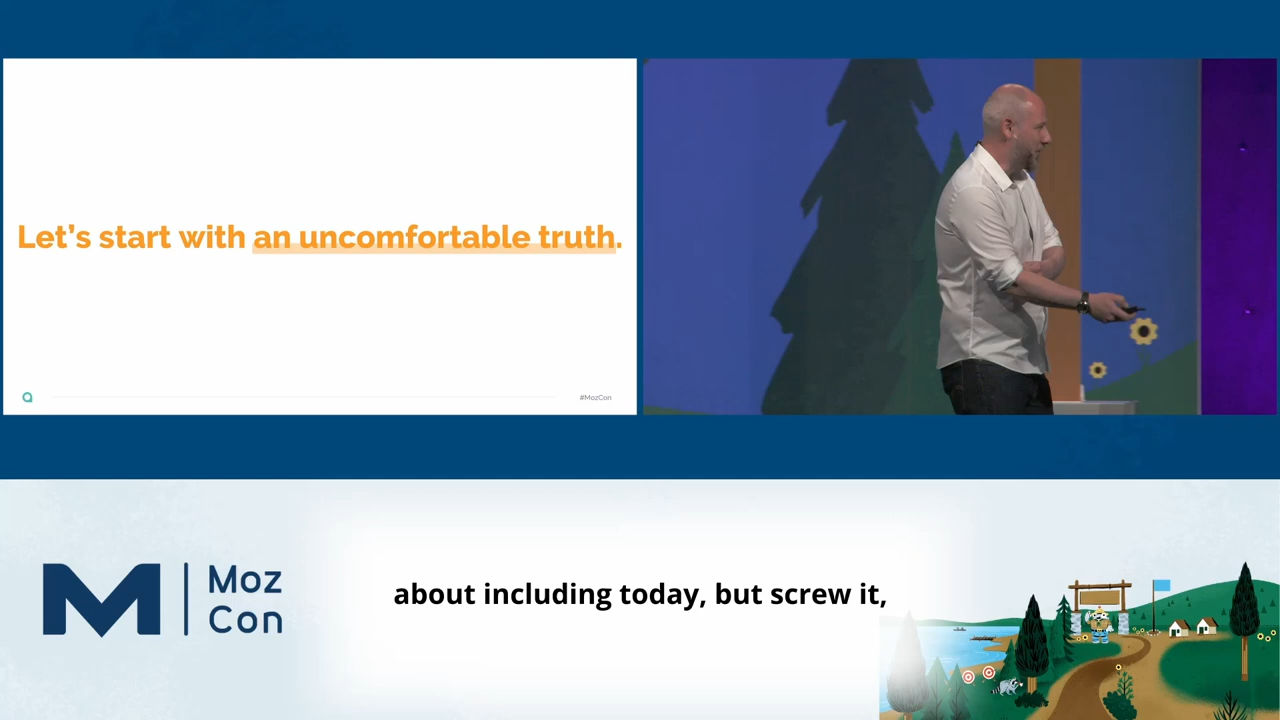 Let's start with an uncomfortable truth.
#MozCon
Moz
Con
about including today, but screw it,